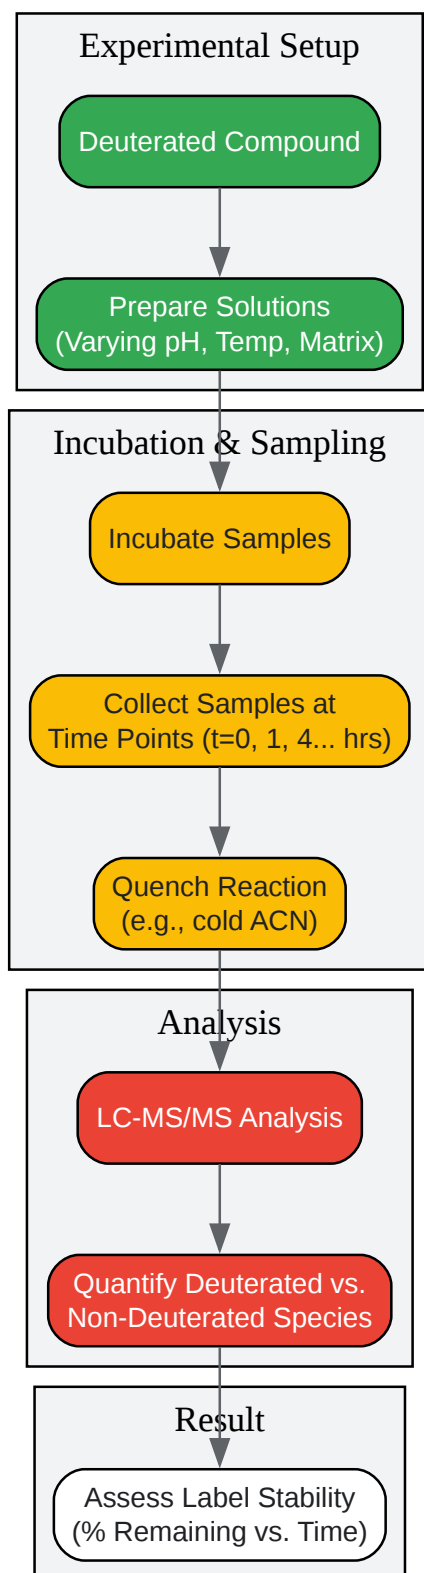 Experimental Setup
Deuterated Compound
Prepare Solutions
(Varying pH, Temp, Matrix)
Incubation & Sampling
Incubate Samples
Collect Samples at
Time Points (t=0, 1, 4... hrs)
Quench Reaction
(e.g., cold ACN)
Analysis
LC-MS/MS Analysis
Quantify Deuterated vs.
Non-Deuterated Species
Result
Assess Label Stability
(% Remaining vs. Time)